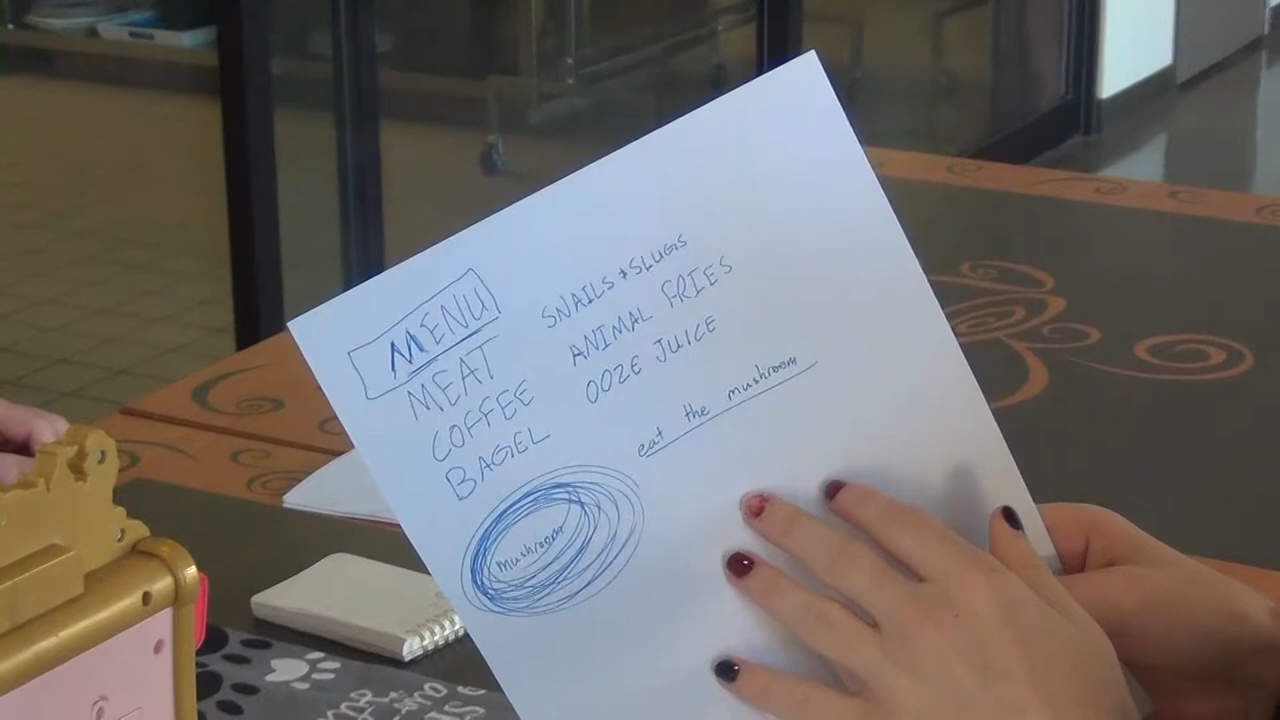 MENU
MEAT
COFFEE
BAGEL
mushroom
SNAILS & SLUGS
ANIMAL FRIES
OOZE JUICE
eat the mushroom